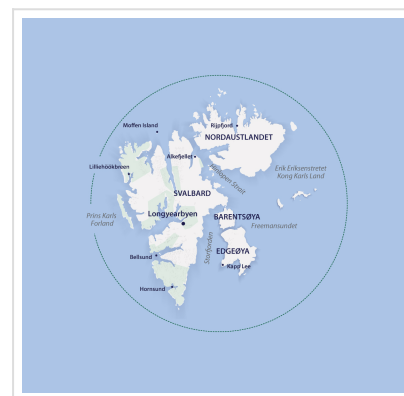 Moffen Island
Ripfjord
NORDAUSTLANDET
Alkefjellet
Lilliehöökbreen
Hinlopen Strait
Erik Eriksenstretet
Kong Karls Land
SVALBARD
Prins Karls
Forland
Longyearbyen
BARENTSØYA
Freemansundet
Storfjorden
EDGEØYA
Bellsund
Kapp Lee
Hornsund